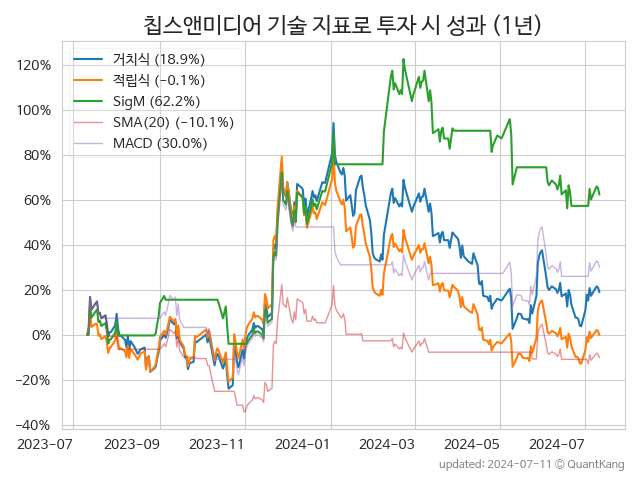 칩스앤미디어 기술 지표로 투자 시 성과 (1년)
거치식 (18.9%)
적립식 (−0.1%)
SigM (62.2%)
SMA(20) (−10.1%)
MACD (30.0%)
120%
100%
80%
60%
40%
20%
0%
−20%
−40%
2023-07 2023-09 2023-11 2024-01 2024-03 2024-05 2024-07
updated: 2024-07-11 © QuantKang